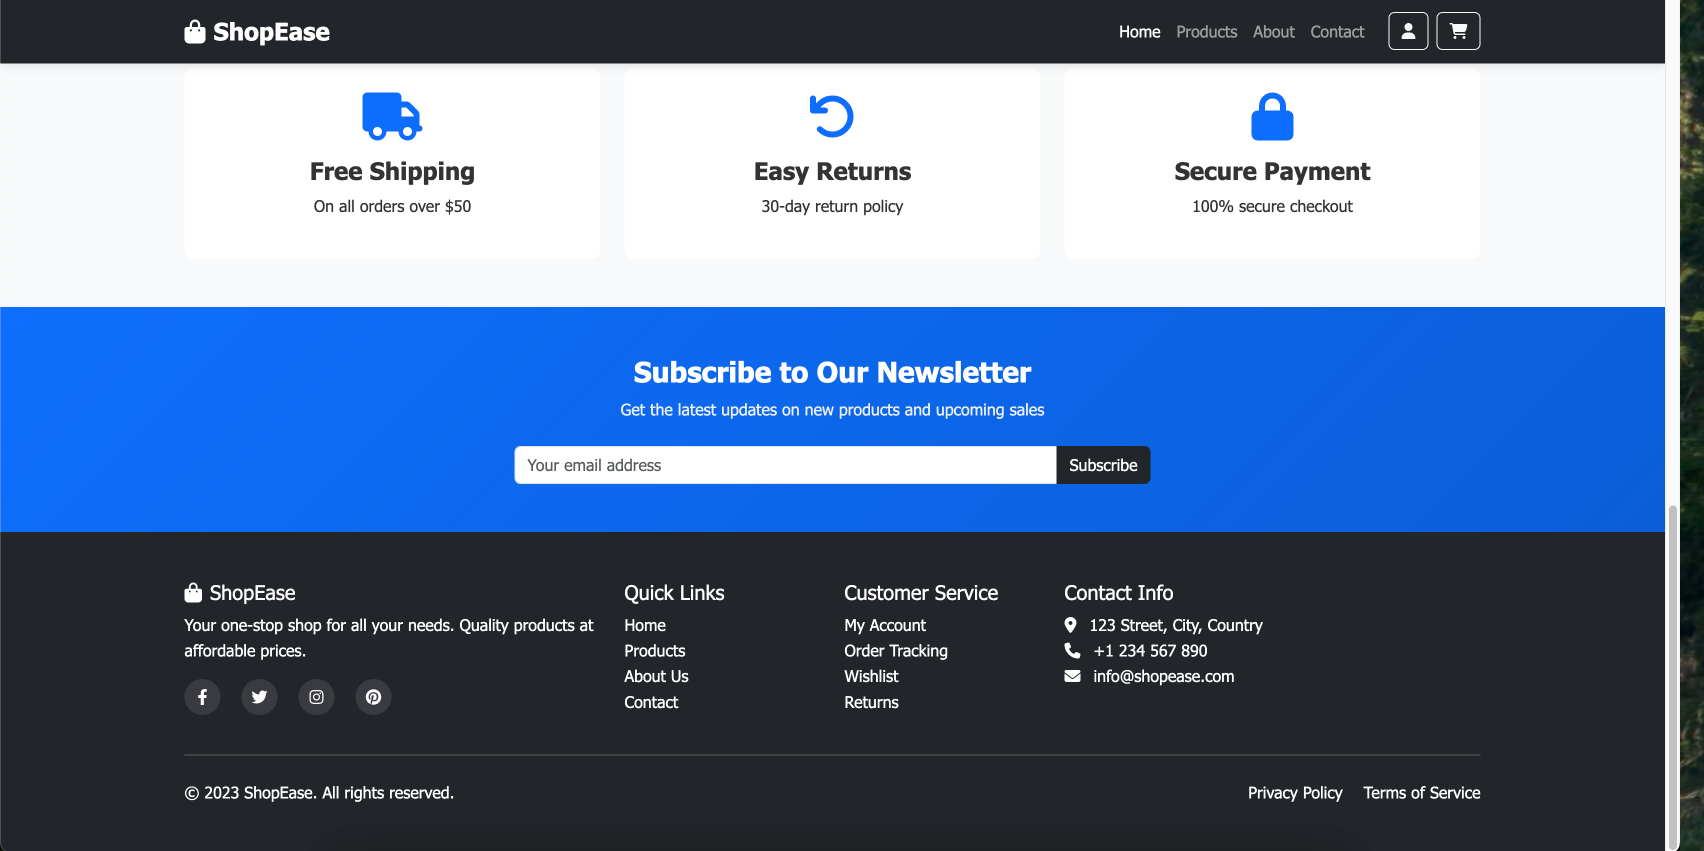 ShopEase
Home Products About Contact
Free Shipping
On all orders over $50
Easy Returns
30-day return policy
Secure Payment
100% secure checkout
Subscribe to Our Newsletter
Get the latest updates on new products and upcoming sales
Your email address
Subscribe
ShopEase
Your one-stop shop for all your needs. Quality products at
affordable prices.
Quick Links
Home
Products
About Us
Contact
Customer Service
My Account
Order Tracking
Wishlist
Returns
Contact Info
123 Street, City, Country
+1 234 567 890
info@shopease.com
© 2023 ShopEase. All rights reserved.
Privacy Policy Terms of Service